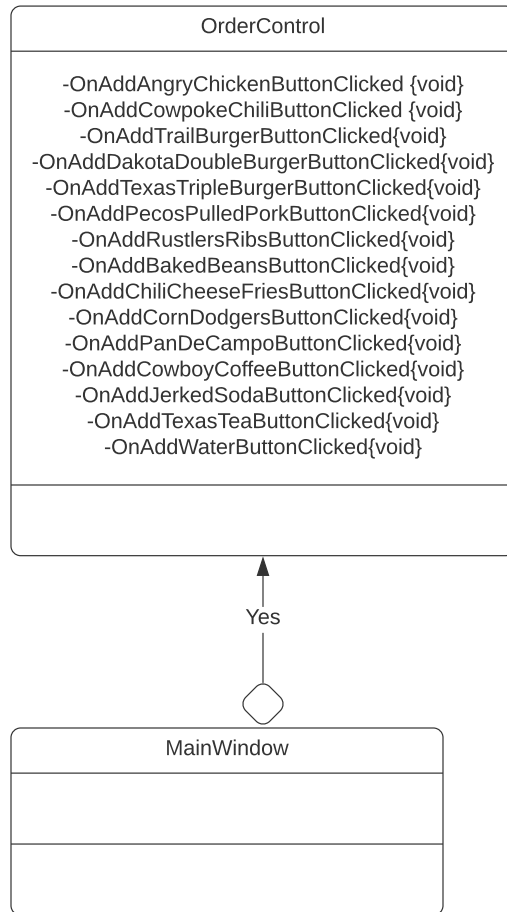 OrderControl
-OnAddAngryChickenButtonClicked {void}
-OnAddCowpokeChiliButtonClicked {void}
-OnAddTrailBurgerButtonClicked{void}
-OnAddDakotaDoubleBurgerButtonClicked{void}
-OnAddTexasTripleBurgerButtonClicked{void}
-OnAddPecosPulledPorkButtonClicked{void}
-OnAddRustlersRibsButtonClicked{void}
-OnAddBakedBeansButtonClicked{void}
-OnAddChiliCheeseFriesButtonClicked{void}
-OnAddCornDodgersButtonClicked{void}
-OnAddPanDeCampoButtonClicked{void}
-OnAddCowboyCoffeeButtonClicked{void}
-OnAddJerkedSodaButtonClicked{void}
-OnAddTexasTeaButtonClicked{void}
-OnAddWaterButtonClicked{void}
Yes
MainWindow